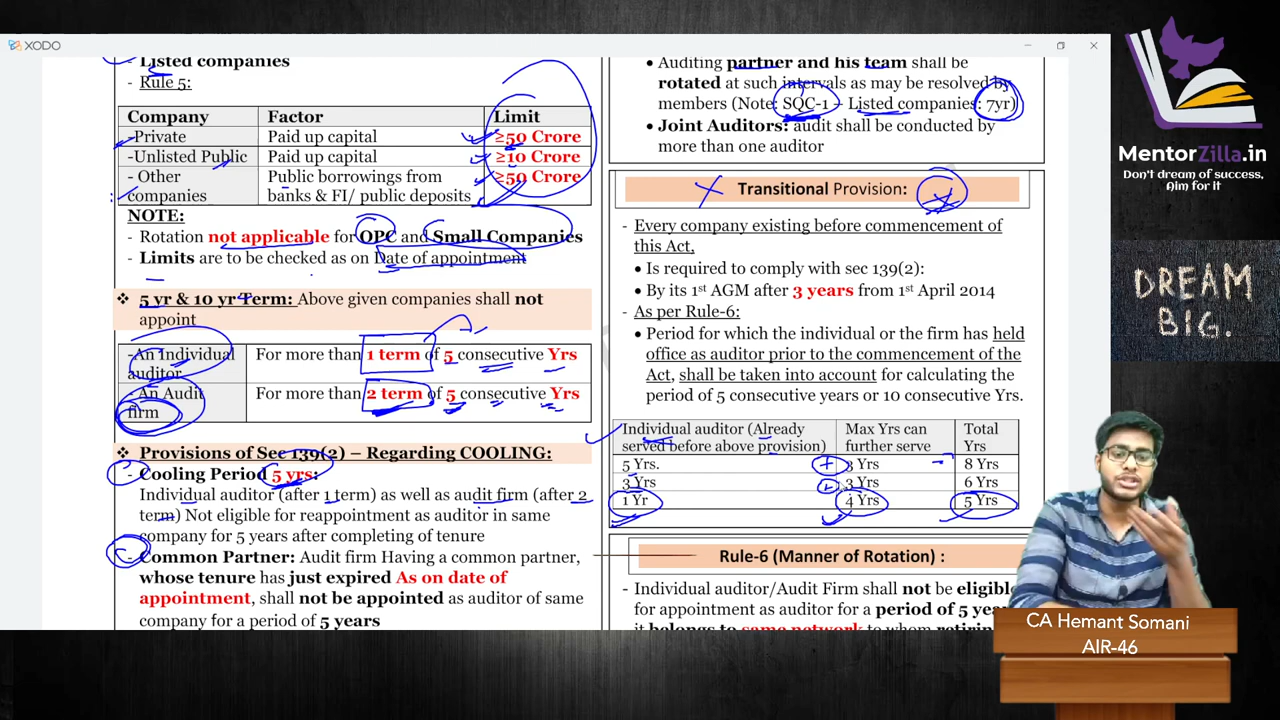 XODO
Listed companies
- Rule 5:
Company Factor Limit
-Private Paid up capital ≥50 Crore
-Unlisted Public Paid up capital ≥10 Crore
- Other companies Public borrowings from banks & FI/ public deposits ≥50 Crore
NOTE:
- Rotation not applicable for OPC and Small Companies
- Limits are to be checked as on Date of appointment
❖ 5 yr & 10 yr Term: Above given companies shall not
appoint
-An Individual auditor For more than 1 term of 5 consecutive Yrs
- An Audit firm For more than 2 term of 5 consecutive Yrs
❖ Provisions of Sec 139(2) – Regarding COOLING:
- Cooling Period 5 yrs:
Individual auditor (after 1 term) as well as audit firm (after 2
term) Not eligible for reappointment as auditor in same
company for 5 years after completing of tenure
- Common Partner: Audit firm Having a common partner,
whose tenure has just expired As on date of
appointment, shall not be appointed as auditor of same
company for a period of 5 years
• Auditing partner and his team shall be
rotated at such intervals as may be resolved by
members (Note: SQC-1 – Listed companies: 7yr)
• Joint Auditors: audit shall be conducted by
more than one auditor
Transitional Provision:
- Every company existing before commencement of
this Act,
• Is required to comply with sec 139(2):
• By its 1st AGM after 3 years from 1st April 2014
- As per Rule-6:
• Period for which the individual or the firm has held
office as auditor prior to the commencement of the
Act, shall be taken into account for calculating the
period of 5 consecutive years or 10 consecutive Yrs.
Individual auditor (Already Max Yrs can Total
served before above provision) further serve Yrs
5 Yrs. 3 Yrs 8 Yrs
3 Yrs 3 Yrs 6 Yrs
1 Yr 4 Yrs 5 Yrs
Rule-6 (Manner of Rotation) :
- Individual auditor/Audit Firm shall not be eligible
for appointment as auditor for a period of 5
it belongs to same network to whom
MentorZilla.in
Don't dream of success,
Aim for it
DREAM
BIG.
CA Hemant Somani
AIR-46